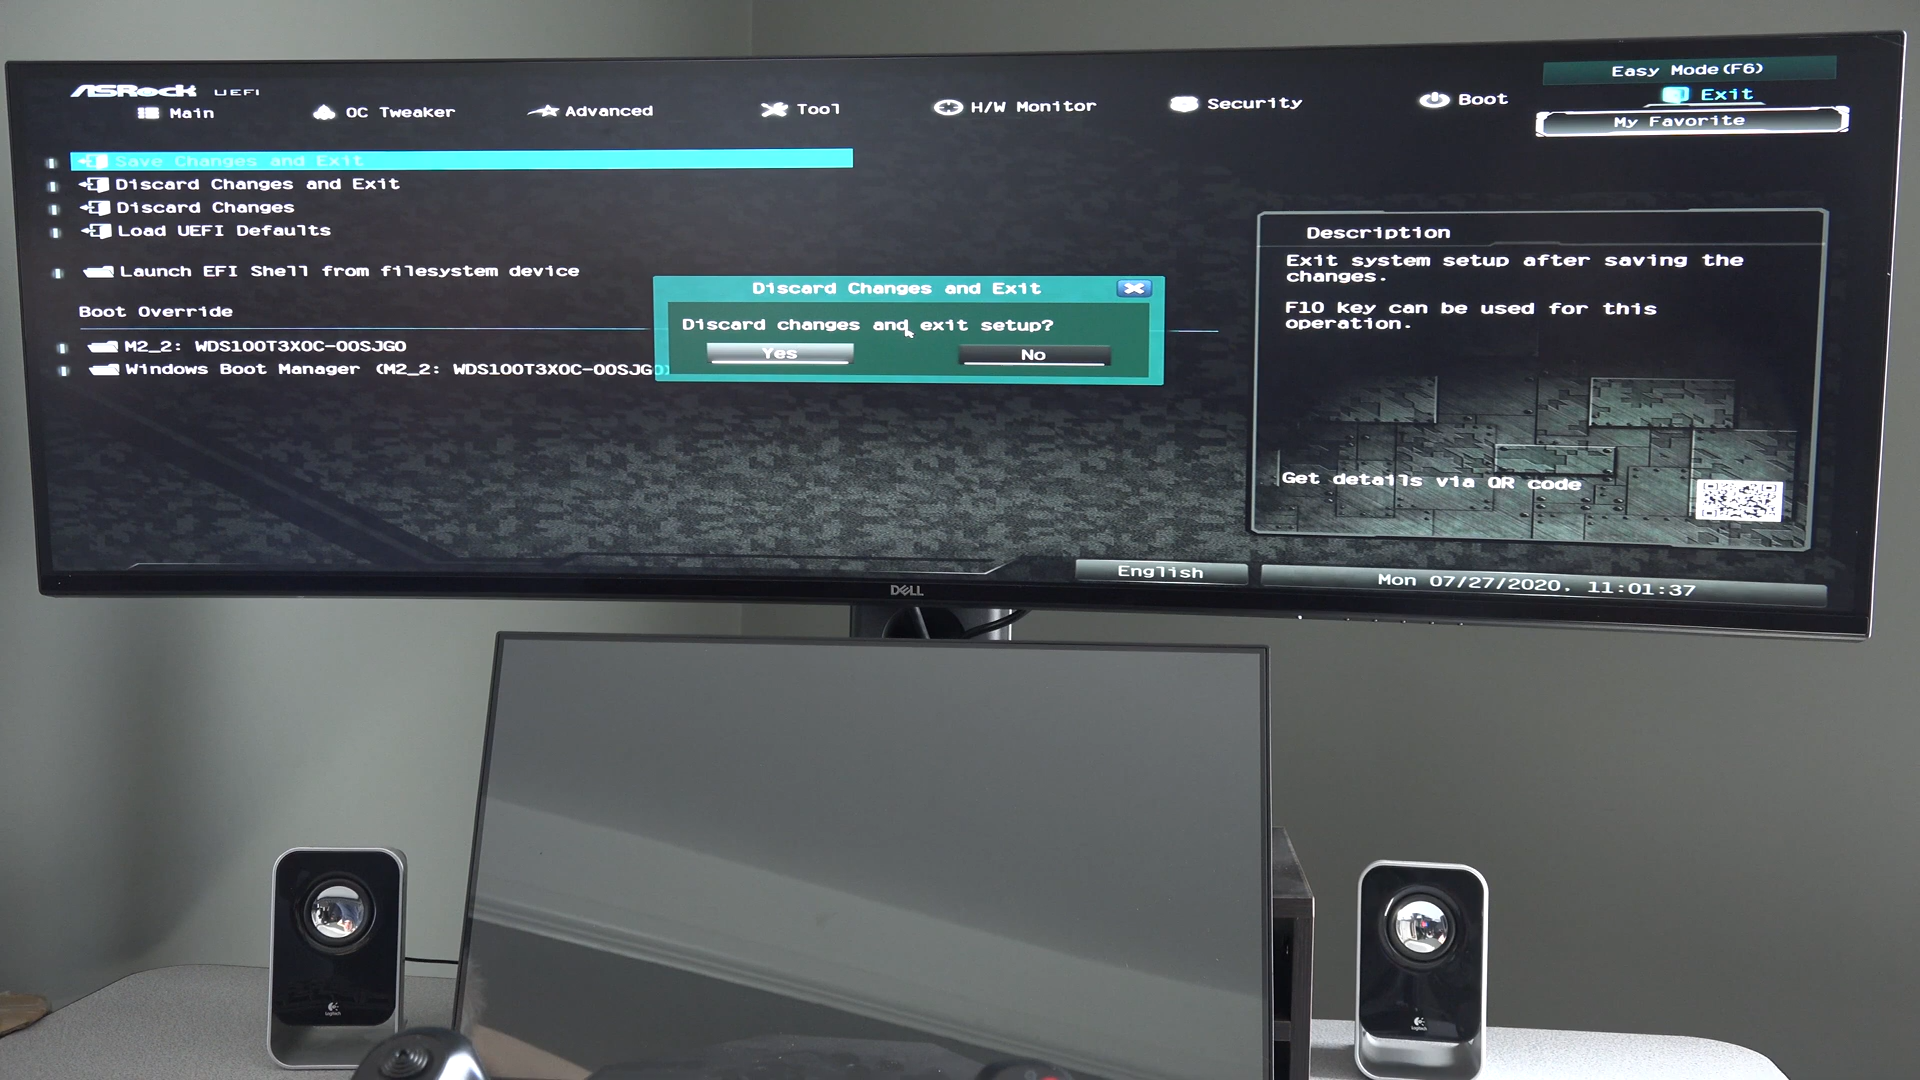 ASRock UEFI
Easy Mode(F6)
Main
OC Tweaker
Advanced
Tool
H/W Monitor
Security
Boot
Exit
My Favorite
Save Changes and Exit
Discard Changes and Exit
Discard Changes
Load UEFI Defaults
Launch EFI Shell from filesystem device
Boot Override
M2_2: WDS100T3X0C-00SJG0
Windows Boot Manager (M2_2: WDS100T3X0C-00SJG0)
Discard Changes and Exit
Discard changes and exit setup?
Yes
No
Description
Exit system setup after saving the
changes.
F10 key can be used for this
operation.
Get details via QR code
English
Mon 07/27/2020, 11:01:37
DELL
Logitech
Logitech